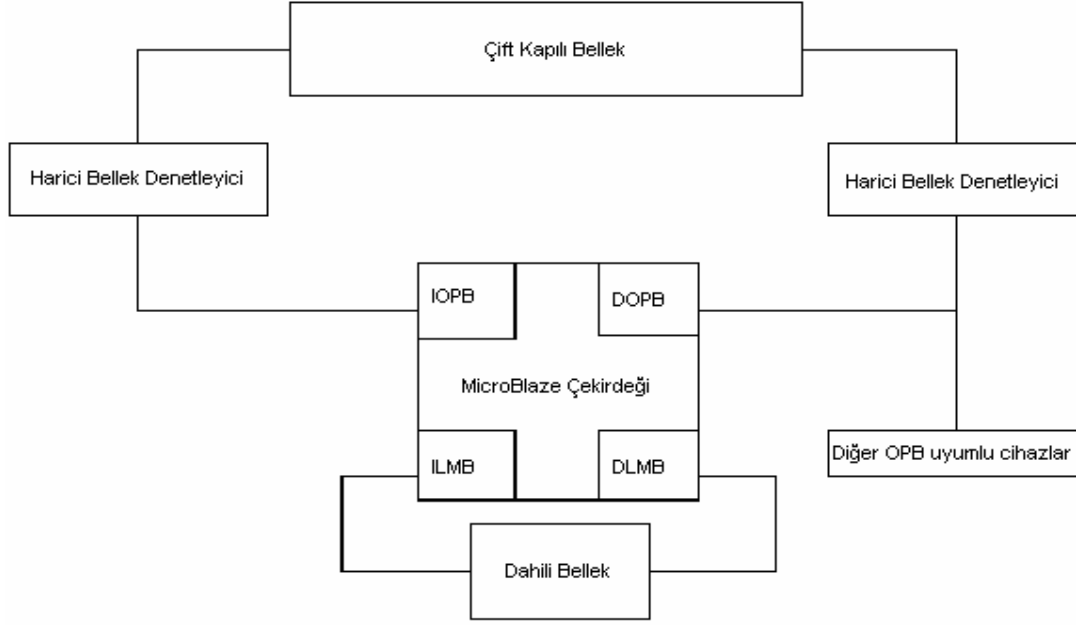 Çift Kapılı Bellek
Harici Bellek Denetleyici
Harici Bellek Denetleyici
IOPB
DOPB
MicroBlaze Çekirdeği
ILMB
DLMB
Diğer OPB uyumlu cihazlar
Dahili Bellek